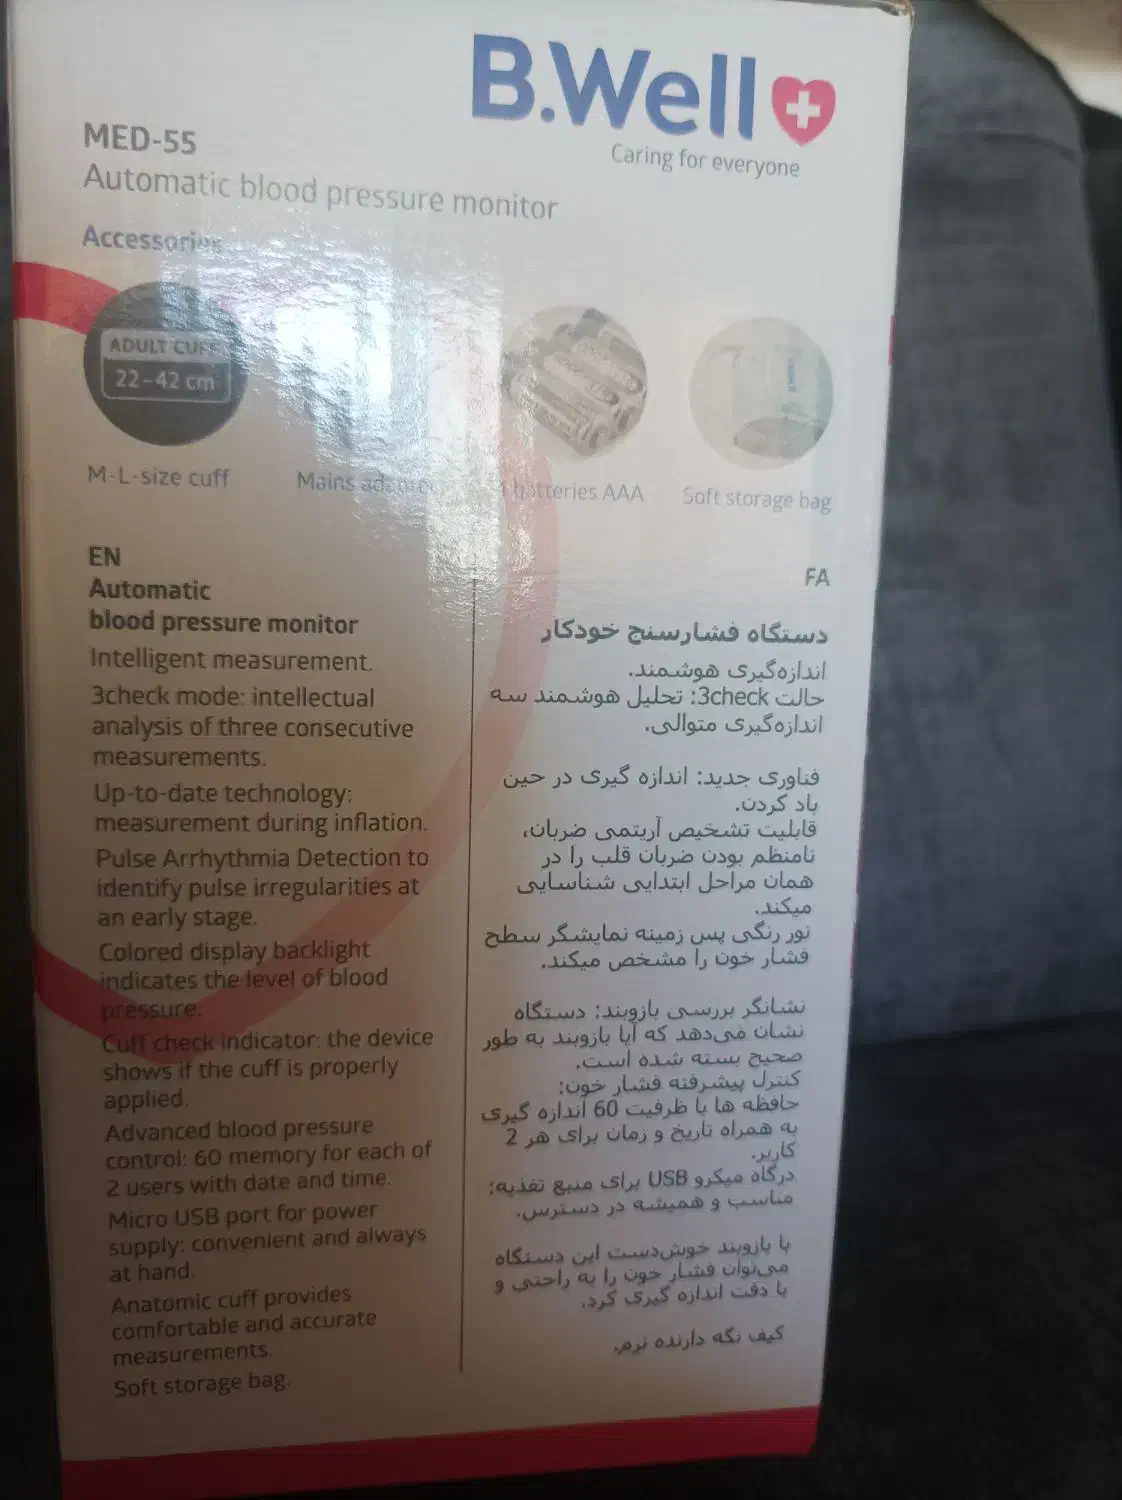 B.Well
Caring for everyone
MED-55
Automatic blood pressure monitor
Accessories
ADULT CUFF
22-42 cm
M-L-size cuff
Mains adapter
4 batteries AAA
Soft storage bag
EN
Automatic
blood pressure monitor
Intelligent measurement.
3check mode: intellectual
analysis of three consecutive
measurements.
Up-to-date technology:
measurement during inflation.
Pulse Arrhythmia Detection to
identify pulse irregularities at
an early stage.
Colored display backlight
indicates the level of blood
pressure.
Cuff check indicator: the device
shows if the cuff is properly
applied.
Advanced blood pressure
control: 60 memory for each of
2 users with date and time.
Micro USB port for power
supply: convenient and always
at hand.
Anatomic cuff provides
comfortable and accurate
measurements.
Soft storage bag.
FA
دستگاه فشارسنج خودکار
اندازه‌گیری هوشمند.
حالت 3check: تحلیل هوشمند سه
اندازه‌گیری متوالی.
فناوری جدید: اندازه گیری در حین
باد کردن.
قابلیت تشخیص آریتمی ضربان،
نامنظم بودن ضربان قلب را در
همان مراحل ابتدایی شناسایی
میکند.
نور رنگی پس زمینه نمایشگر سطح
فشار خون را مشخص میکند.
نشانگر بررسی بازوبند: دستگاه
نشان می‌دهد که آیا بازوبند به طور
صحیح بسته شده است.
کنترل پیشرفته فشار خون:
حافظه ها با ظرفیت 60 اندازه گیری
به همراه تاریخ و زمان برای هر 2
کاربر.
درگاه میکرو USB برای منبع تغذیه:
مناسب و همیشه در دسترس.
با بازوبند خوش‌دست این دستگاه
می‌توان فشار خون را به راحتی و
با دقت اندازه گیری کرد.
کیف نگه دارنده نرم.